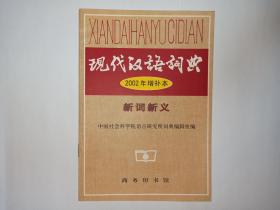 XIANDAIHANYUCIDIAN
现代汉语詞典
2002年增补本
新词新义
中国社会科学院语言研究所词典编辑室编
商务印书馆